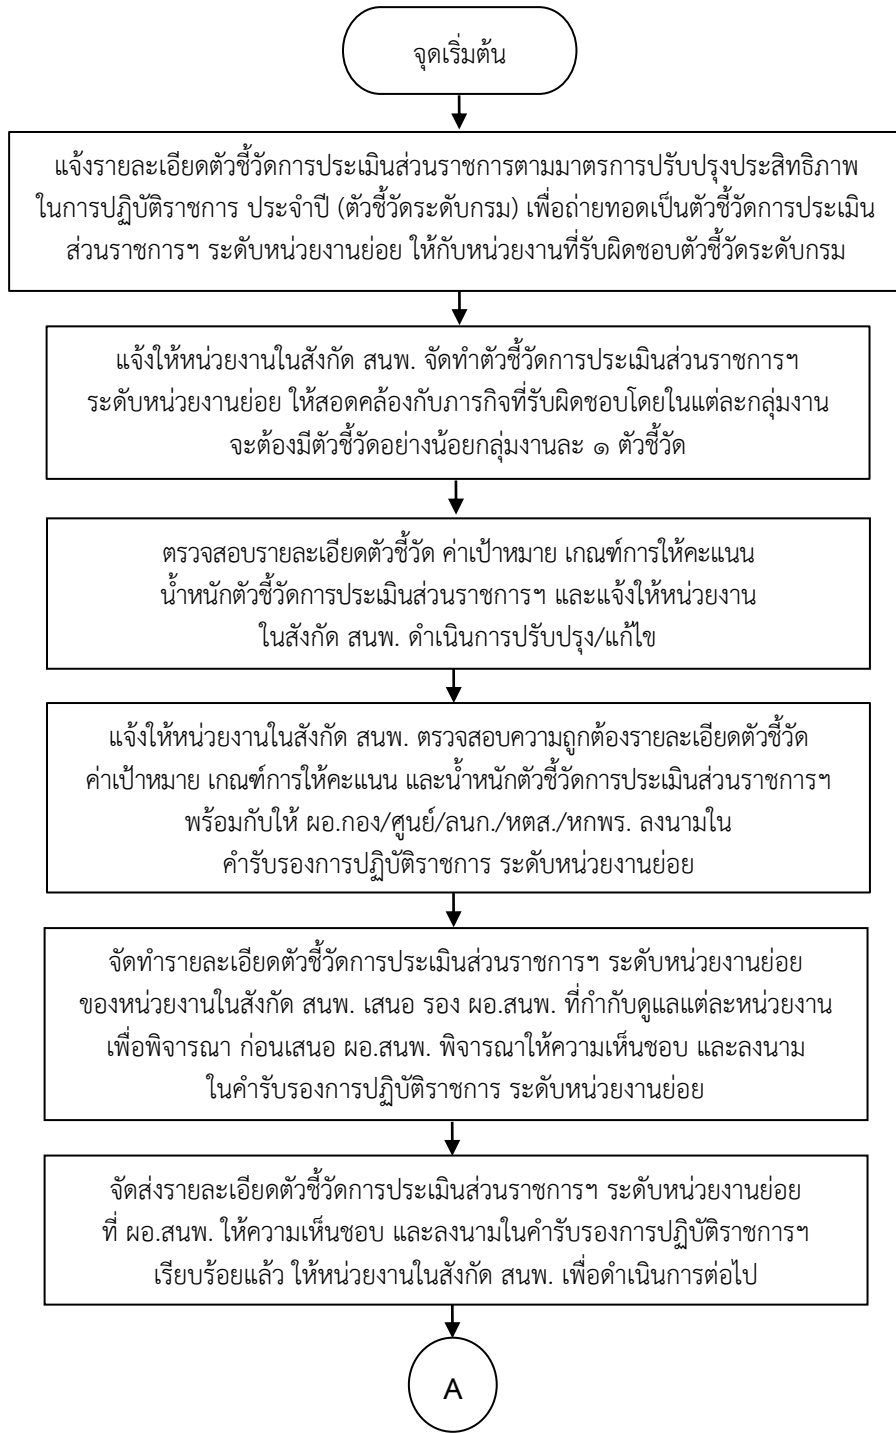 จุดเริ่มต้น
แจ้งรายละเอียดตัวชี้วัดการประเมินส่วนราชการตามมาตรการปรับปรุงประสิทธิภาพ
ในการปฏิบัติราชการ ประจำปี (ตัวชี้วัดระดับกรม) เพื่อถ่ายทอดเป็นตัวชี้วัดการประเมิน
ส่วนราชการฯ ระดับหน่วยงานย่อย ให้กับหน่วยงานที่รับผิดชอบตัวชี้วัดระดับกรม
แจ้งให้หน่วยงานในสังกัด สนพ. จัดทำตัวชี้วัดการประเมินส่วนราชการฯ
ระดับหน่วยงานย่อย ให้สอดคล้องกับภารกิจที่รับผิดชอบโดยในแต่ละกลุ่มงาน
จะต้องมีตัวชี้วัดอย่างน้อยกลุ่มงานละ ๑ ตัวชี้วัด
ตรวจสอบรายละเอียดตัวชี้วัด ค่าเป้าหมาย เกณฑ์การให้คะแนน
น้ำหนักตัวชี้วัดการประเมินส่วนราชการฯ และแจ้งให้หน่วยงาน
ในสังกัด สนพ. ดำเนินการปรับปรุง/แก้ไข
แจ้งให้หน่วยงานในสังกัด สนพ. ตรวจสอบความถูกต้องรายละเอียดตัวชี้วัด
ค่าเป้าหมาย เกณฑ์การให้คะแนน และน้ำหนักตัวชี้วัดการประเมินส่วนราชการฯ
พร้อมกับให้ ผอ.กอง/ศูนย์/ลนก./หตส./หกพร. ลงนามใน
คำรับรองการปฏิบัติราชการ ระดับหน่วยงานย่อย
จัดทำรายละเอียดตัวชี้วัดการประเมินส่วนราชการฯ ระดับหน่วยงานย่อย
ของหน่วยงานในสังกัด สนพ. เสนอ รอง ผอ.สนพ. ที่กำกับดูแลแต่ละหน่วยงาน
เพื่อพิจารณา ก่อนเสนอ ผอ.สนพ. พิจารณาให้ความเห็นชอบ และลงนาม
ในคำรับรองการปฏิบัติราชการ ระดับหน่วยงานย่อย
จัดส่งรายละเอียดตัวชี้วัดการประเมินส่วนราชการฯ ระดับหน่วยงานย่อย
ที่ ผอ.สนพ. ให้ความเห็นชอบ และลงนามในคำรับรองการปฏิบัติราชการฯ
เรียบร้อยแล้ว ให้หน่วยงานในสังกัด สนพ. เพื่อดำเนินการต่อไป
A